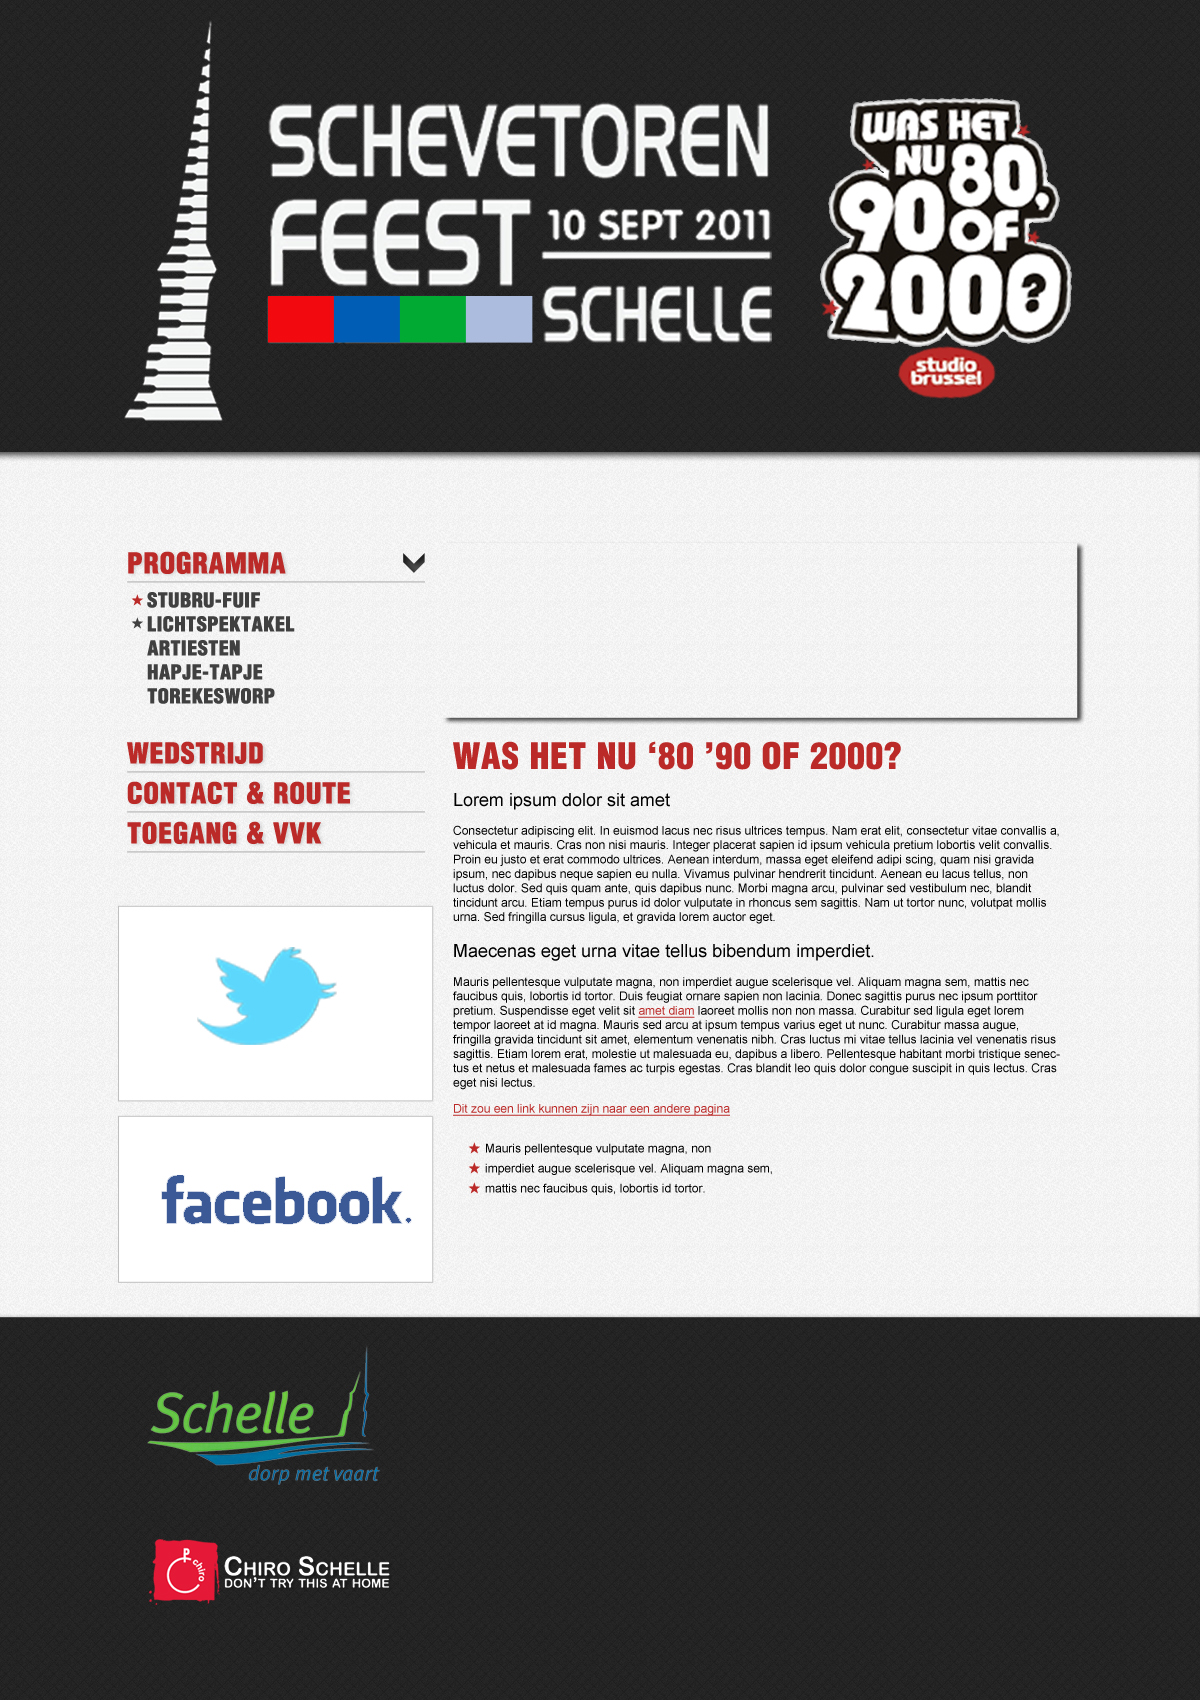 SCHEVETOREN
FEEST
10 SEPT 2011
SCHELLE
WAS HET
NU 80,
90 OF
2000?
studio
brussel
PROGRAMMA
STUBRU-FUIF
LICHTSPEKTAKEL
ARTIESTEN
HAPJE-TAPJE
TOREKESWORP
WEDSTRIJD
CONTACT & ROUTE
TOEGANG & VVK
facebook.
WAS HET NU ‘80 ’90 OF 2000?
Lorem ipsum dolor sit amet
Consectetur adipiscing elit. In euismod lacus nec risus ultrices tempus. Nam erat elit, consectetur vitae convallis a,
vehicula et mauris. Cras non nisi mauris. Integer placerat sapien id ipsum vehicula pretium lobortis velit convallis.
Proin eu justo et erat commodo ultrices. Aenean interdum, massa eget eleifend adipi scing, quam nisi gravida
ipsum, nec dapibus neque sapien eu nulla. Vivamus pulvinar hendrerit tincidunt. Aenean eu lacus tellus, non
luctus dolor. Sed quis quam ante, quis dapibus nunc. Morbi magna arcu, pulvinar sed vestibulum nec, blandit
tincidunt arcu. Etiam tempus purus id dolor vulputate in rhoncus sem sagittis. Nam ut tortor nunc, volutpat mollis
urna. Sed fringilla cursus ligula, et gravida lorem auctor eget.
Maecenas eget urna vitae tellus bibendum imperdiet.
Mauris pellentesque vulputate magna, non imperdiet augue scelerisque vel. Aliquam magna sem, mattis nec
faucibus quis, lobortis id tortor. Duis feugiat ornare sapien non lacinia. Donec sagittis purus nec ipsum porttitor
pretium. Suspendisse eget velit sit amet diam laoreet mollis non non massa. Curabitur sed ligula eget lorem
tempor laoreet at id magna. Mauris sed arcu at ipsum tempus varius eget ut nunc. Curabitur massa augue,
fringilla gravida tincidunt sit amet, elementum venenatis nibh. Cras luctus mi vitae tellus lacinia vel venenatis risus
sagittis. Etiam lorem erat, molestie ut malesuada eu, dapibus a libero. Pellentesque habitant morbi tristique senec-
tus et netus et malesuada fames ac turpis egestas. Cras blandit leo quis dolor congue suscipit in quis lectus. Cras
eget nisi lectus.
Dit zou een link kunnen zijn naar een andere pagina
Mauris pellentesque vulputate magna, non
imperdiet augue scelerisque vel. Aliquam magna sem,
mattis nec faucibus quis, lobortis id tortor.
Schelle
dorp met vaart
chiro
CHIRO SCHELLE
DON'T TRY THIS AT HOME